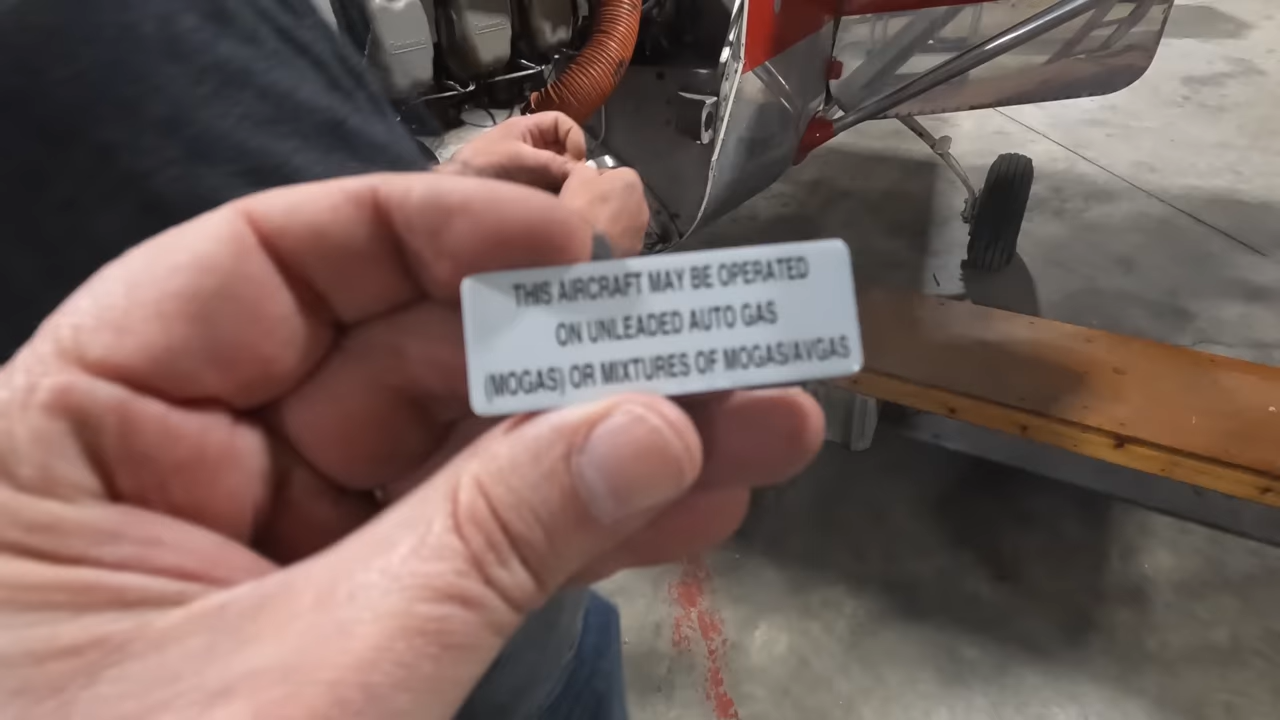 THIS AIRCRAFT MAY BE OPERATED
ON UNLEADED AUTO GAS
(MOGAS) OR MIXTURES OF MOGAS/AVGAS